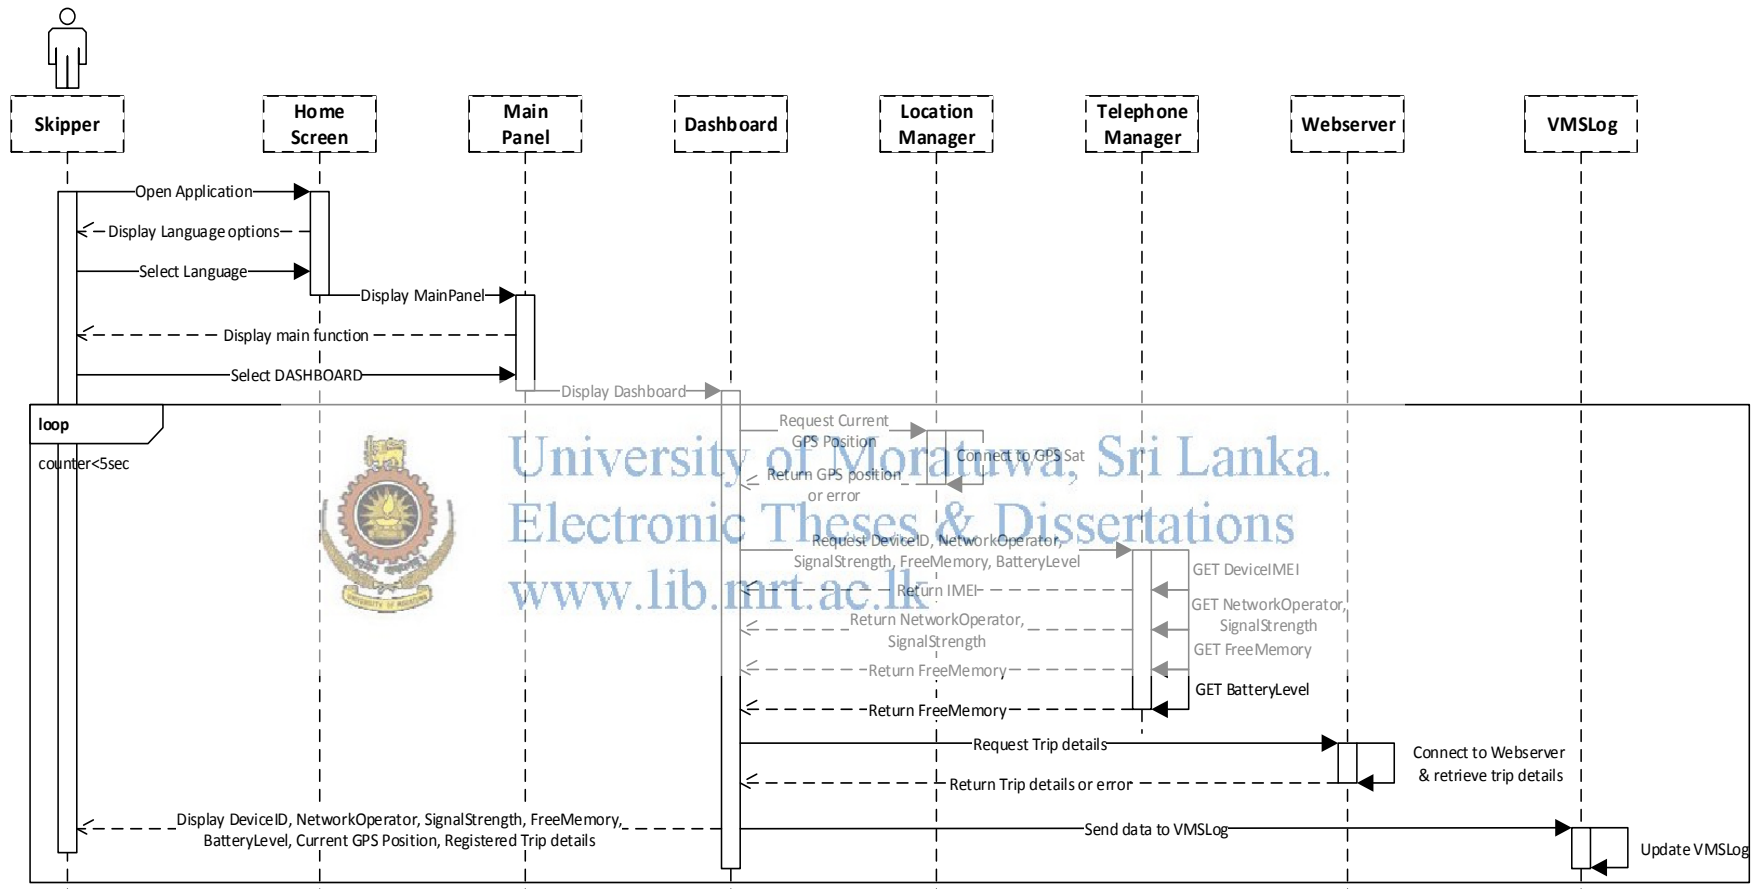 Skipper
Home
Screen
Main
Panel
Dashboard
Location
Manager
Telephone
Manager
Webserver
VMSLog
Open Application
Display Language options
Select Language
Display MainPanel
Display main function
Select DASHBOARD
Display Dashboard
loop
counter<5sec
Request Current
GPS Position
Connect to GPS Sat
Return GPS position
or error
University of Moratuwa, Sri Lanka.
Electronic Theses & Dissertations
www.lib.mrt.ac.lk
Request DeviceID, NetworkOperator,
SignalStrength, FreeMemory, BatteryLevel
GET DeviceIMEI
Return IMEI
GET NetworkOperator,
SignalStrength
Return NetworkOperator,
SignalStrength
GET FreeMemory
Return FreeMemory
GET BatteryLevel
Return FreeMemory
Request Trip details
Connect to Webserver
& retrieve trip details
Return Trip details or error
Display DeviceID, NetworkOperator, SignalStrength, FreeMemory,
BatteryLevel, Current GPS Position, Registered Trip details
Send data to VMSLog
Update VMSLog